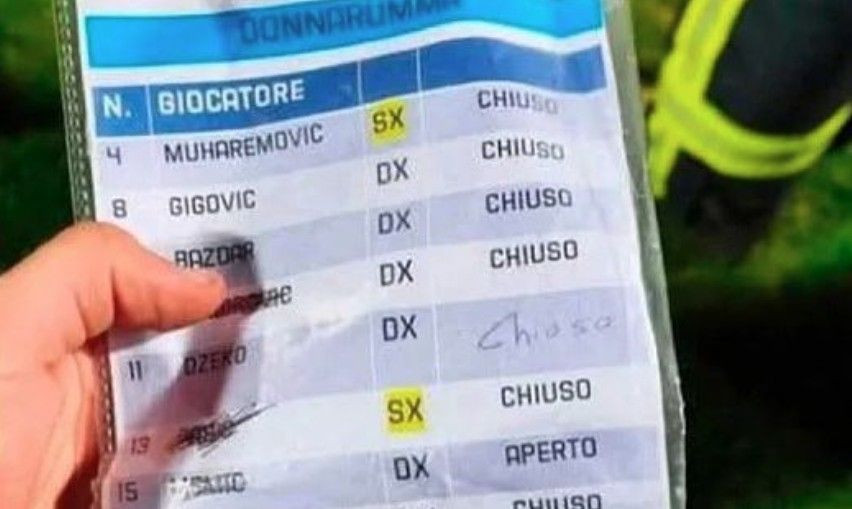 DONNARUMMA
N. GIOCATORE
4 MUHAREMOVIC SX CHIUSO
8 GIGOVIC DX CHIUSO
BAZDAR DX CHIUSO
DX CHIUSO
11 DZEKO DX Chiuso
13 SX CHIUSO
15 DX APERTO
CHIUSO